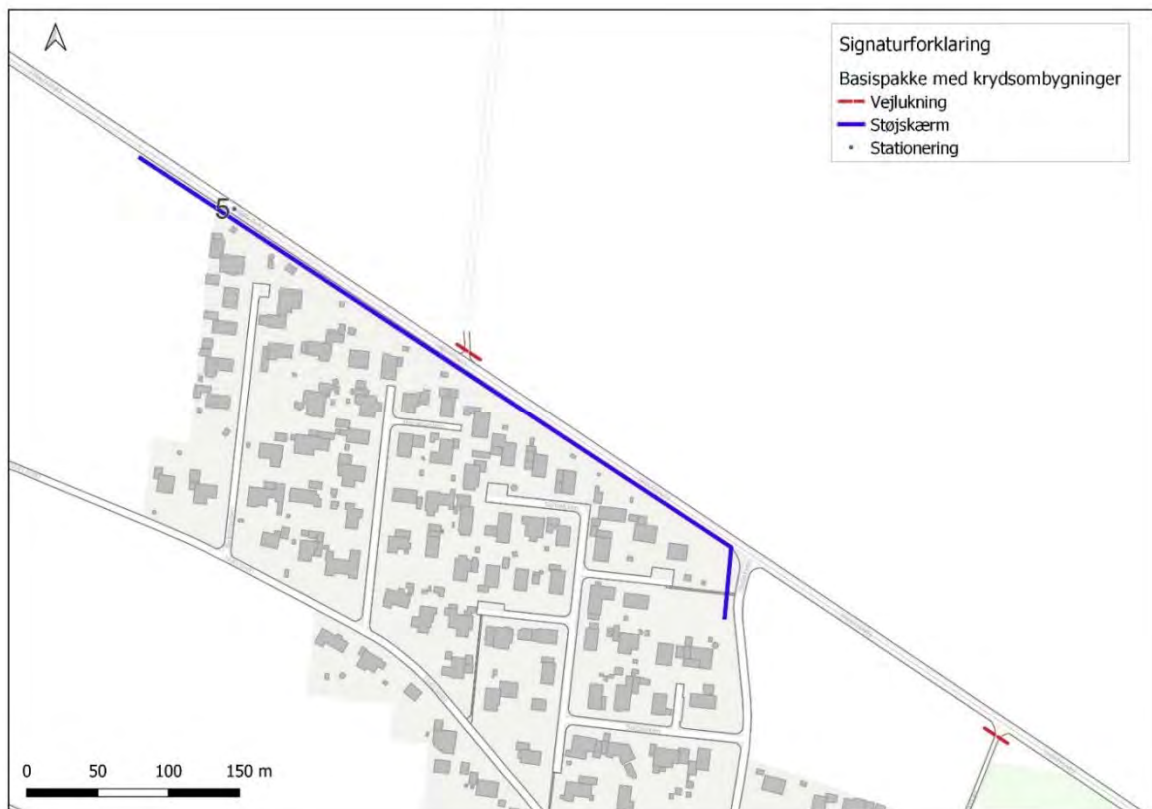 Signaturforklaring
Basispakke med krydsombygninger
Vejlukning
Støjskærm
Stationering
5
0 50 100 150 m